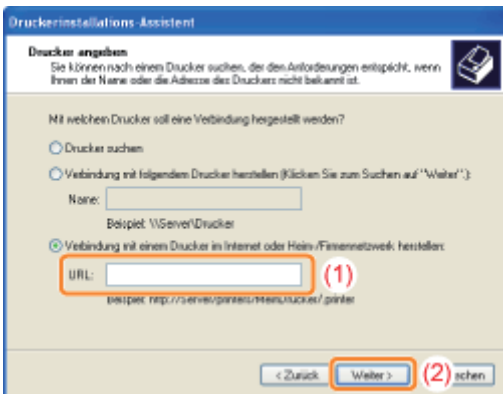 Druckerinstallations-Assistent
Drucker angeben
Sie können nach einem Drucker suchen, der den Anforderungen entspicht, wenn
Ihnen der Name oder die Adresse des Druckers nicht bekannt ist.
Mit welchem Drucker soll eine Verbindung hergestellt werden?
Drucker suchen
Verbindung mit folgendem Drucker herstellen (Klicken Sie zum Suchen auf "Weiter".):
Name:
Beispiel: \\Server\Drucker
Verbindung mit einem Drucker im Internet oder Heim-/Firmennetzwerk herstellen:
URL: (1)
Beispiel: http://Server/printers/MeinDrucker/.printer
< Zurück Weiter > (2) echen